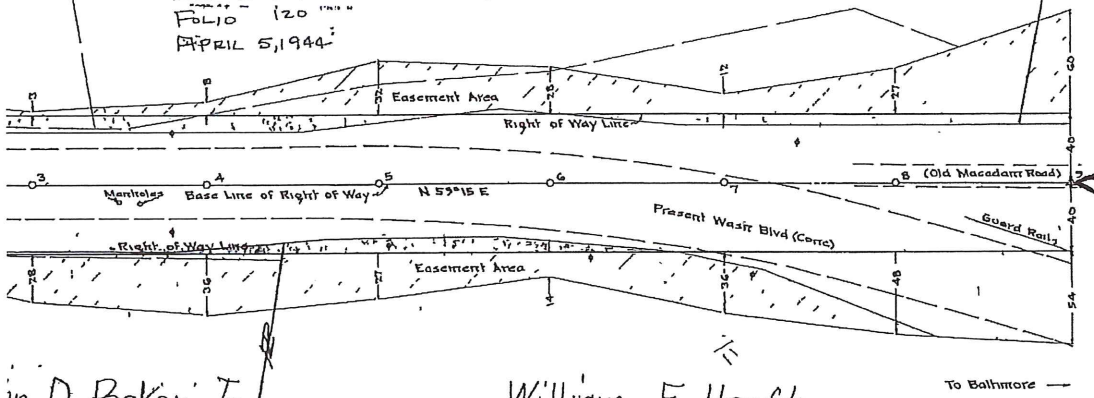 FOLIO 120
APRIL 5, 1944
3 8 32 28 12 27 60
Easement Area
Right of Way Line
40
3 4 5 6 7 8
(Old Macadam Road)
Manholes Base Line of Right of Way N 59° 15 E
Present Wash Blvd (Conc)
Guard Rail
40
Right of Way Line
Easement Area
28 36 27 14 36 48 54
D.
William F.
To Baltimore